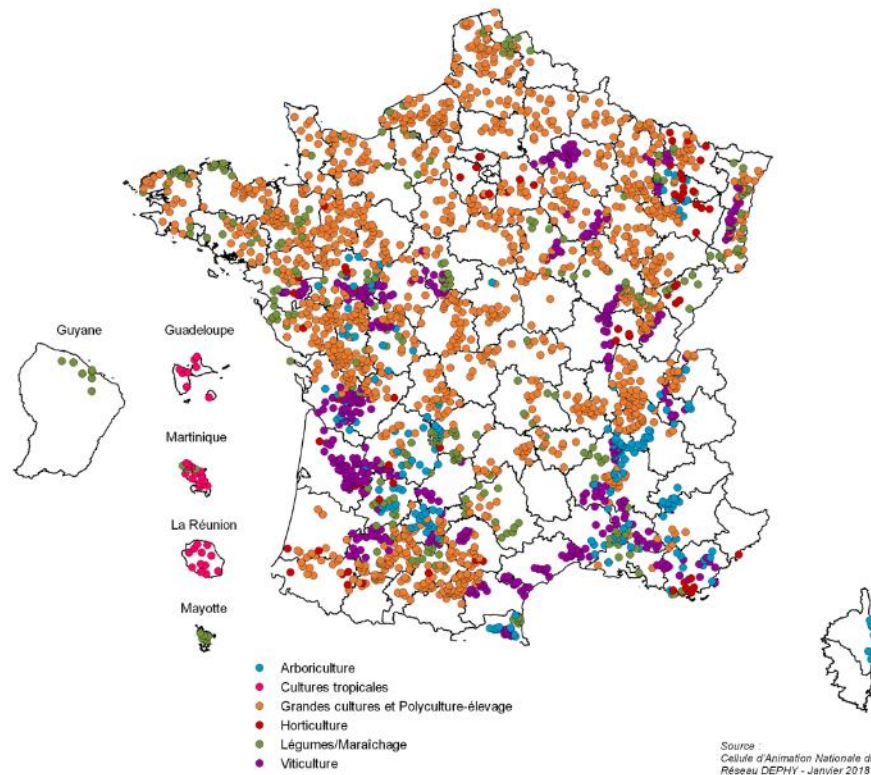 Guyane
Guadeloupe
Martinique
La Réunion
Mayotte
Arboriculture
Cultures tropicales
Grandes cultures et Polyculture-élevage
Horticulture
Légumes/Maraîchage
Viticulture
Source :
Cellule d'Animation Nationale d
Réseau DEPHY - Janvier 2018